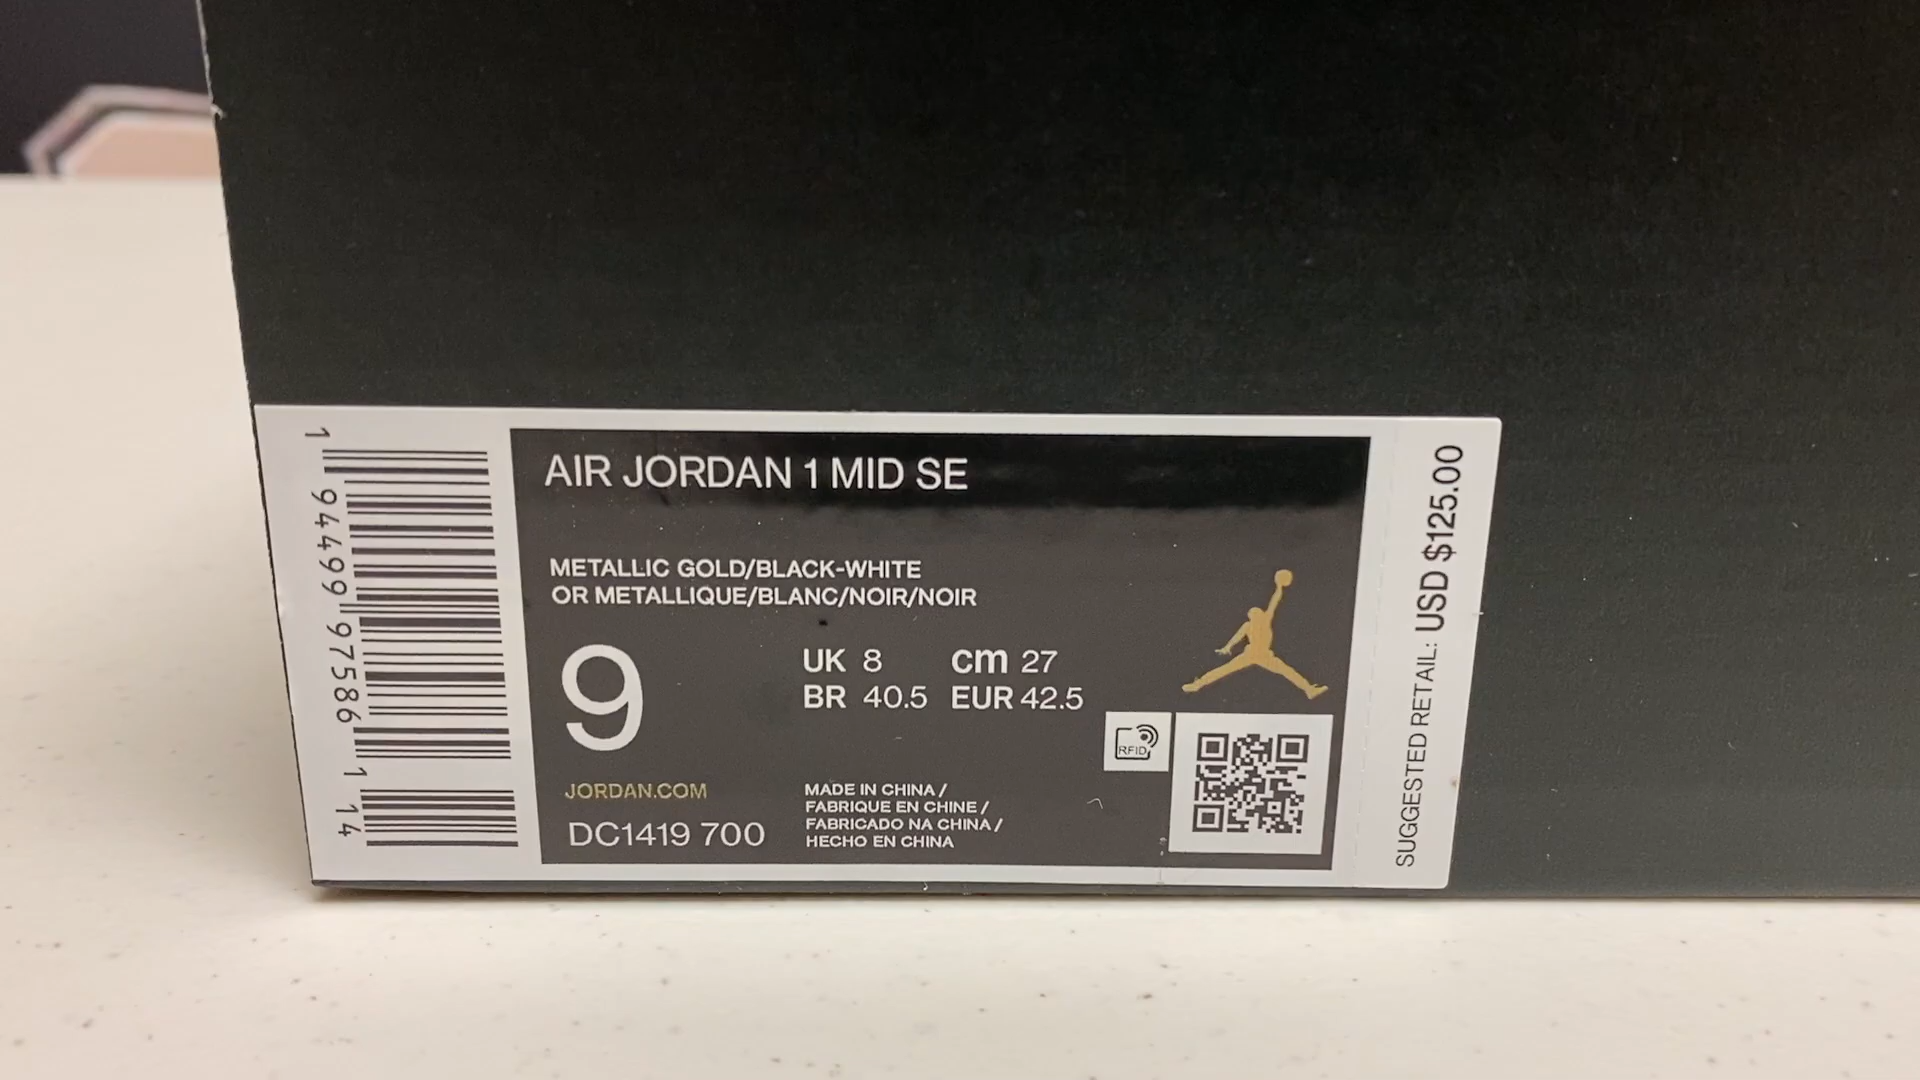 AIR JORDAN 1 MID SE
METALLIC GOLD/BLACK-WHITE
OR METALLIQUE/BLANC/NOIR/NOIR
9
UK 8 cm 27
BR 40.5 EUR 42.5
RFID
JORDAN.COM
DC1419 700
MADE IN CHINA /
FABRIQUE EN CHINE /
FABRICADO NA CHINA /
HECHO EN CHINA
1 94499 97586 1 14
SUGGESTED RETAIL: USD $125.00